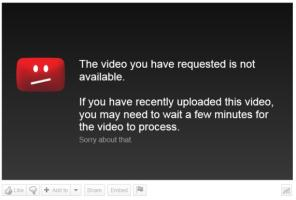 The video you have requested is not
available.
If you have recently uploaded this video,
you may need to wait a few minutes for
the video to process.
Sorry about that
Like
Add to
Share
Embed